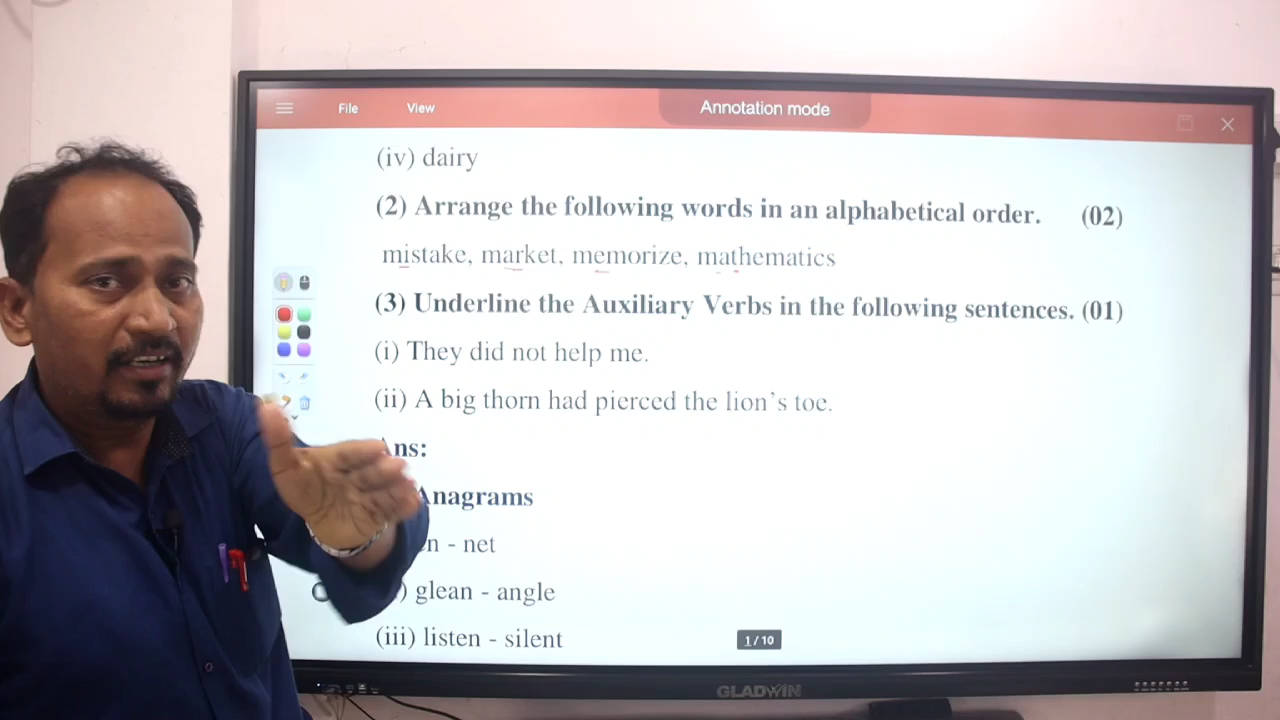 File View Annotation mode
(iv) dairy
(2) Arrange the following words in an alphabetical order. (02)
mistake, market, memorize, mathematics
(3) Underline the Auxiliary Verbs in the following sentences. (01)
(i) They did not help me.
(ii) A big thorn had pierced the lion's toe.
Ans:
Anagrams
- net
glean - angle
(iii) listen - silent
1 / 10
GLADWIN